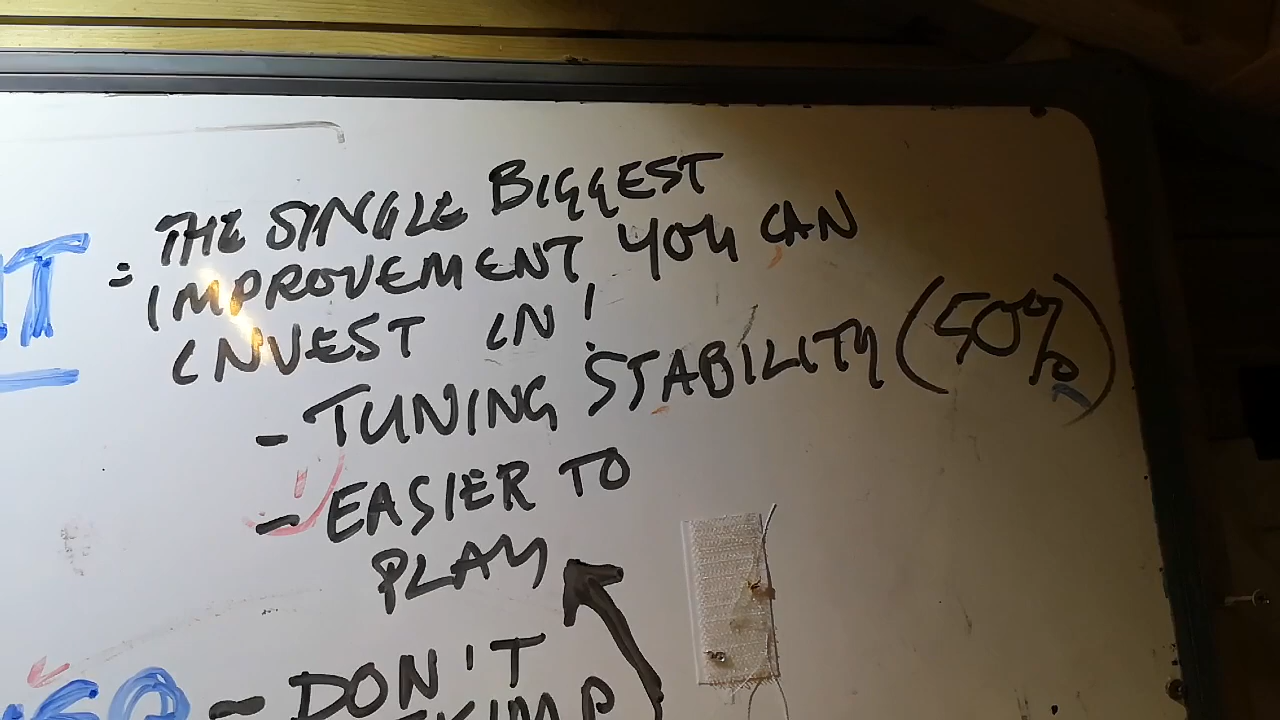 = THE SINGLE BIGGEST
IMPROVEMENT YOU CAN
INVEST IN!
- TUNING STABILITY (50%)
- EASIER TO
PLAY
- DON'T